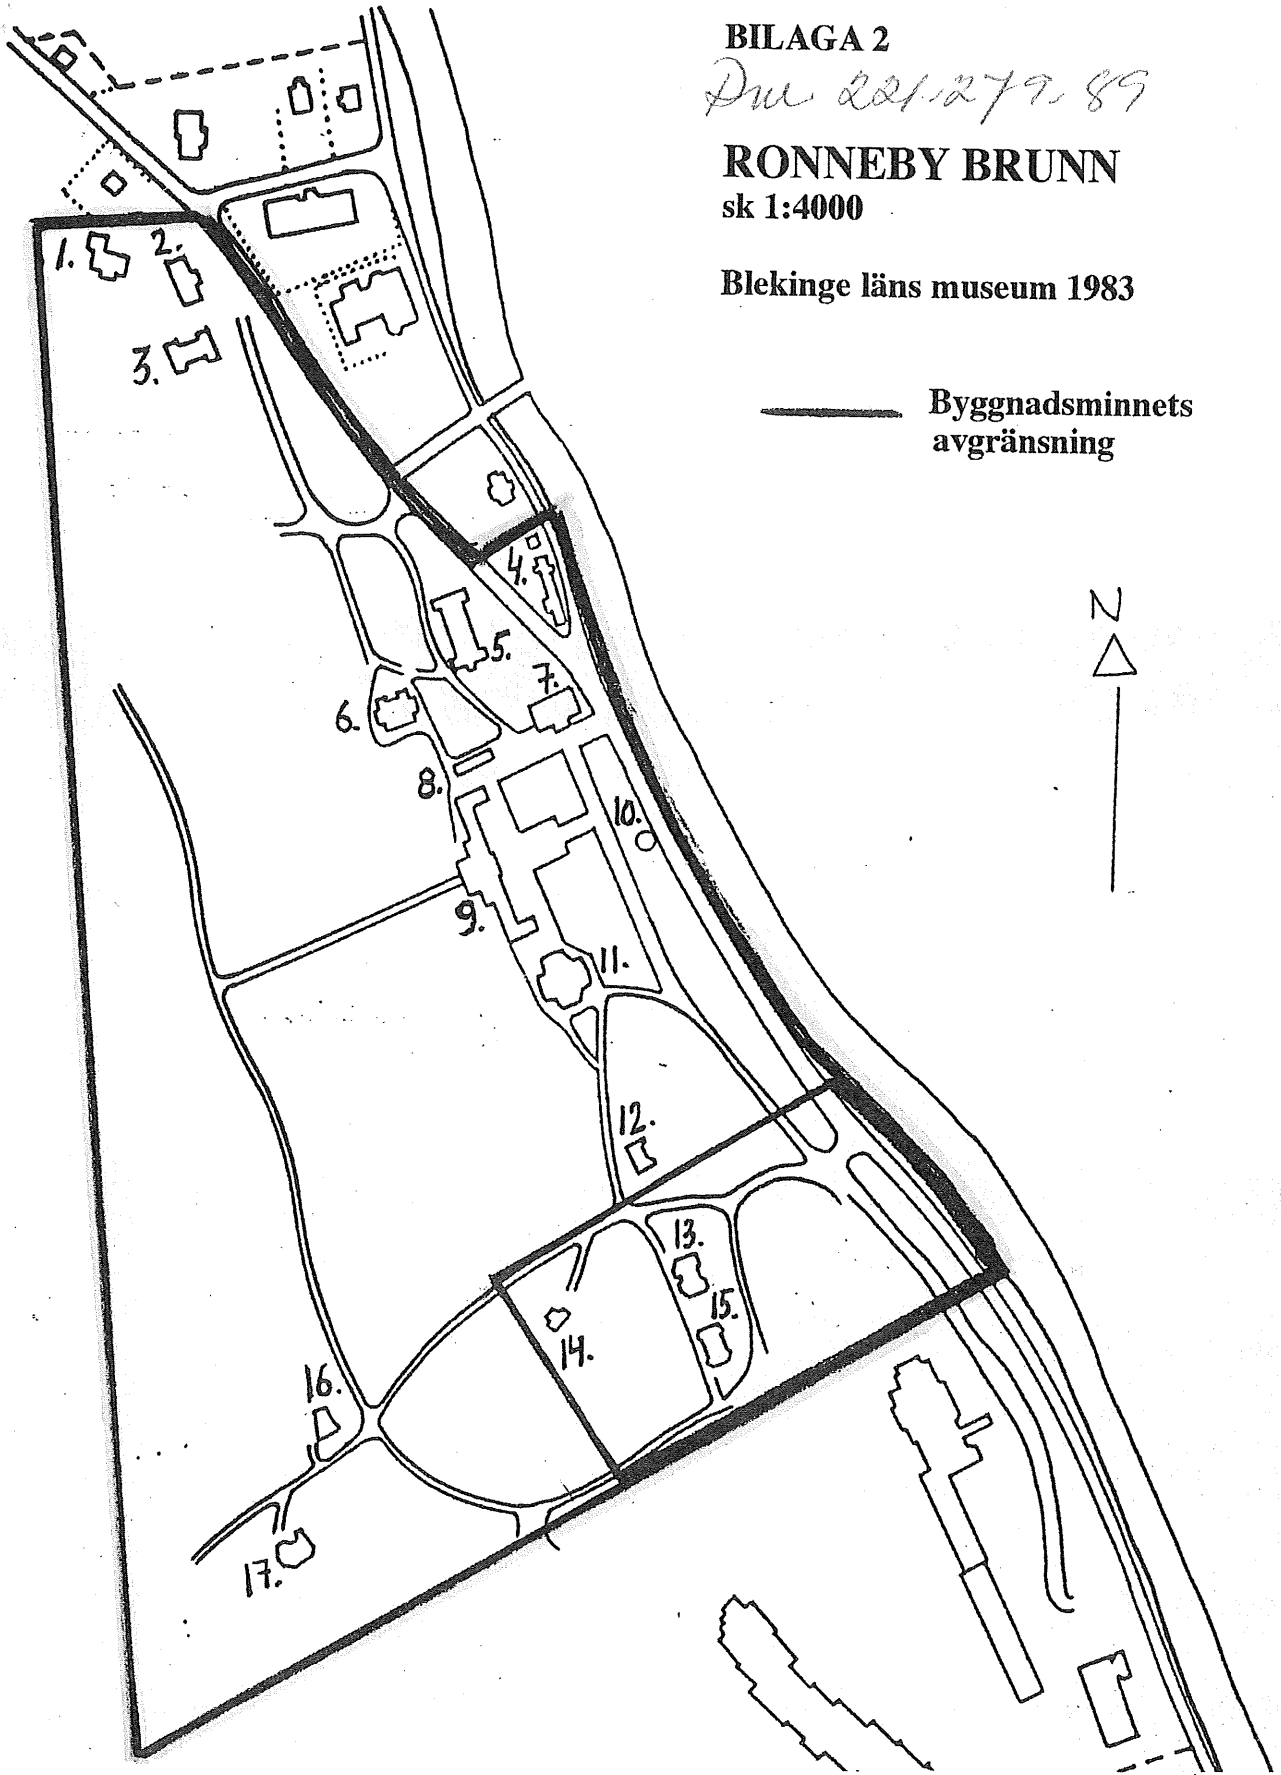 BILAGA 2
Dnr 221.279.89
RONNEBY BRUNN
sk 1:4000
Blekinge läns museum 1983
Byggnadsminnets
avgränsning
N
1.
2.
3.
4.
5.
6.
7.
8.
9.
10.
11.
12.
13.
14.
15.
16.
17.